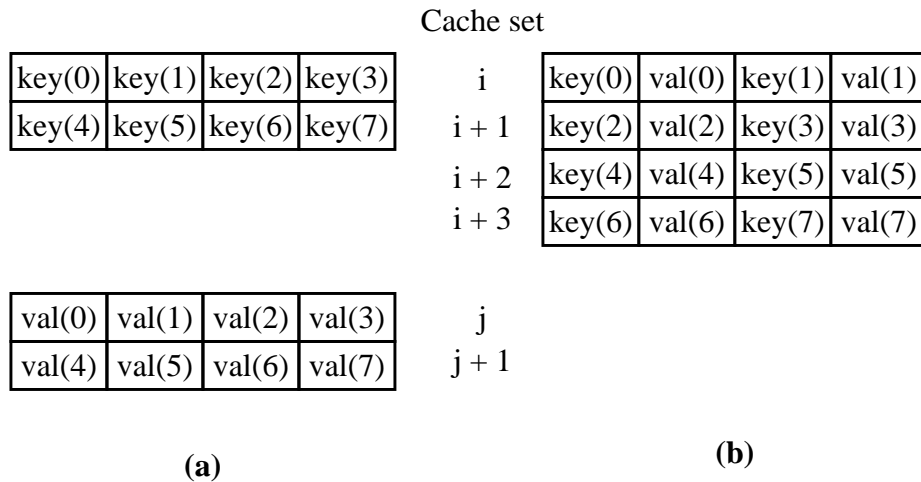 Cache set
key(0) key(1) key(2) key(3) i key(0) val(0) key(1) val(1)
key(4) key(5) key(6) key(7) i + 1 key(2) val(2) key(3) val(3)
i + 2 key(4) val(4) key(5) val(5)
i + 3 key(6) val(6) key(7) val(7)
val(0) val(1) val(2) val(3) j
val(4) val(5) val(6) val(7) j + 1
(a) (b)